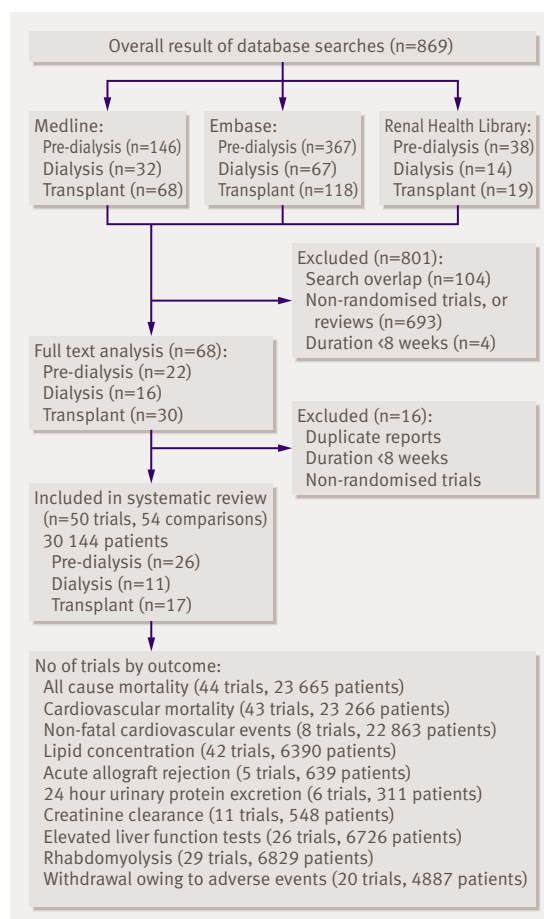 Overall result of database searches (n=869)
Medline:
Pre-dialysis (n=146)
Dialysis (n=32)
Transplant (n=68)
Embase:
Pre-dialysis (n=367)
Dialysis (n=67)
Transplant (n=118)
Renal Health Library:
Pre-dialysis (n=38)
Dialysis (n=14)
Transplant (n=19)
Excluded (n=801):
Search overlap (n=104)
Non-randomised trials, or
reviews (n=693)
Duration <8 weeks (n=4)
Full text analysis (n=68):
Pre-dialysis (n=22)
Dialysis (n=16)
Transplant (n=30)
Excluded (n=16):
Duplicate reports
Duration <8 weeks
Non-randomised trials
Included in systematic review
(n=50 trials, 54 comparisons)
30 144 patients
Pre-dialysis (n=26)
Dialysis (n=11)
Transplant (n=17)
No of trials by outcome:
All cause mortality (44 trials, 23 665 patients)
Cardiovascular mortality (43 trials, 23 266 patients)
Non-fatal cardiovascular events (8 trials, 22 863 patients)
Lipid concentration (42 trials, 6390 patients)
Acute allograft rejection (5 trials, 639 patients)
24 hour urinary protein excretion (6 trials, 311 patients)
Creatinine clearance (11 trials, 548 patients)
Elevated liver function tests (26 trials, 6726 patients)
Rhabdomyolysis (29 trials, 6829 patients)
Withdrawal owing to adverse events (20 trials, 4887 patients)